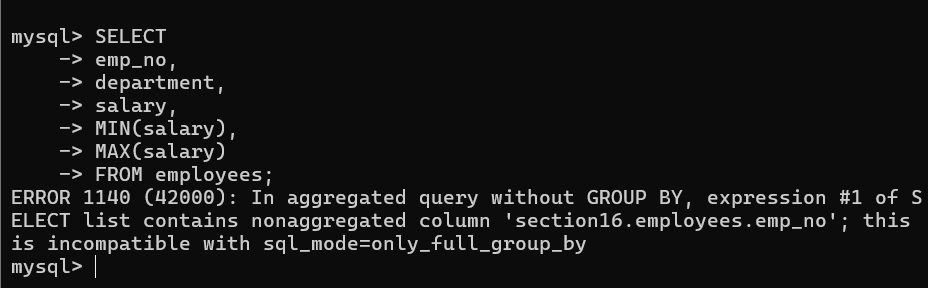 mysql> SELECT
    -> emp_no,
    -> department,
    -> salary,
    -> MIN(salary),
    -> MAX(salary)
    -> FROM employees;
ERROR 1140 (42000): In aggregated query without GROUP BY, expression #1 of S
ELECT list contains nonaggregated column 'section16.employees.emp_no'; this
is incompatible with sql_mode=only_full_group_by
mysql>